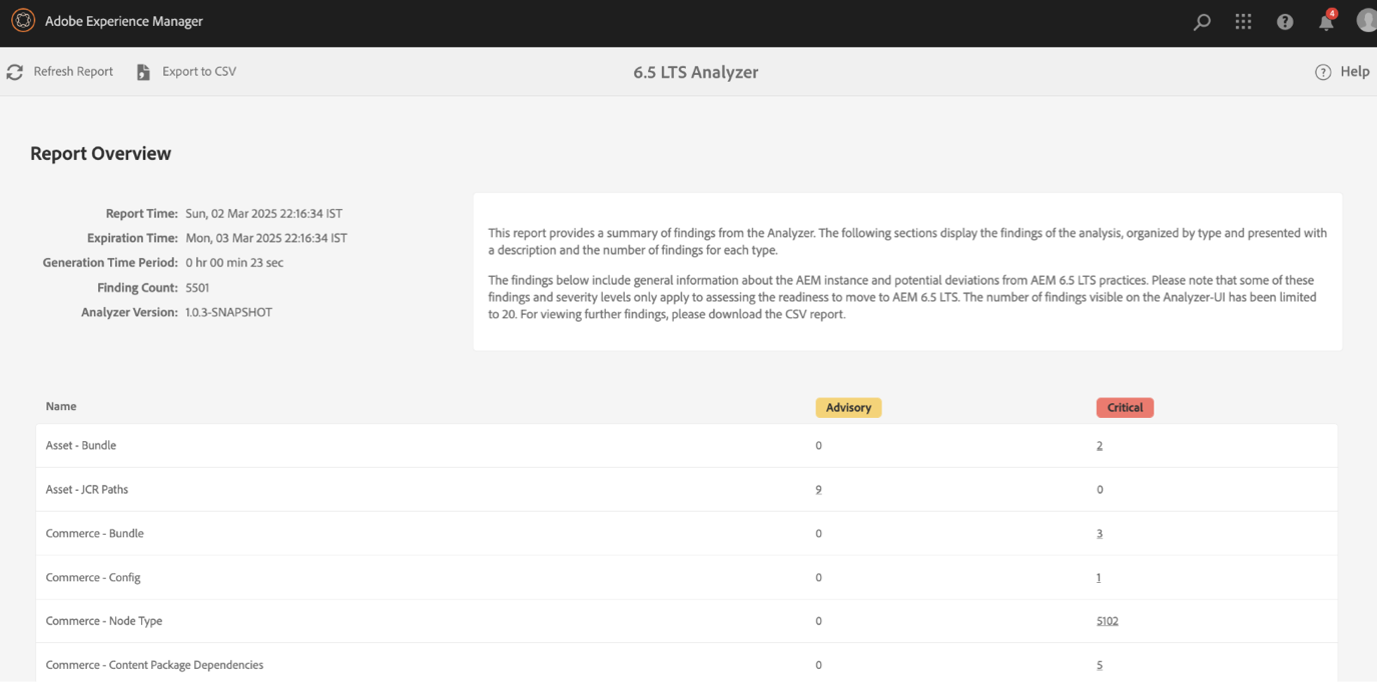 Adobe Experience Manager
4
Refresh Report
Export to CSV
6.5 LTS Analyzer
Help
Report Overview
Report Time: Sun, 02 Mar 2025 22:16:34 IST
Expiration Time: Mon, 03 Mar 2025 22:16:34 IST
Generation Time Period: 0 hr 00 min 23 sec
Finding Count: 5501
Analyzer Version: 1.0.3-SNAPSHOT
This report provides a summary of findings from the Analyzer. The following sections display the findings of the analysis, organized by type and presented with
a description and the number of findings for each type.
The findings below include general information about the AEM instance and potential deviations from AEM 6.5 LTS practices. Please note that some of these
findings and severity levels only apply to assessing the readiness to move to AEM 6.5 LTS. The number of findings visible on the Analyzer-UI has been limited
to 20. For viewing further findings, please download the CSV report.
Name Advisory Critical
Asset - Bundle 0 2
Asset - JCR Paths 9 0
Commerce - Bundle 0 3
Commerce - Config 0 1
Commerce - Node Type 0 5102
Commerce - Content Package Dependencies 0 5